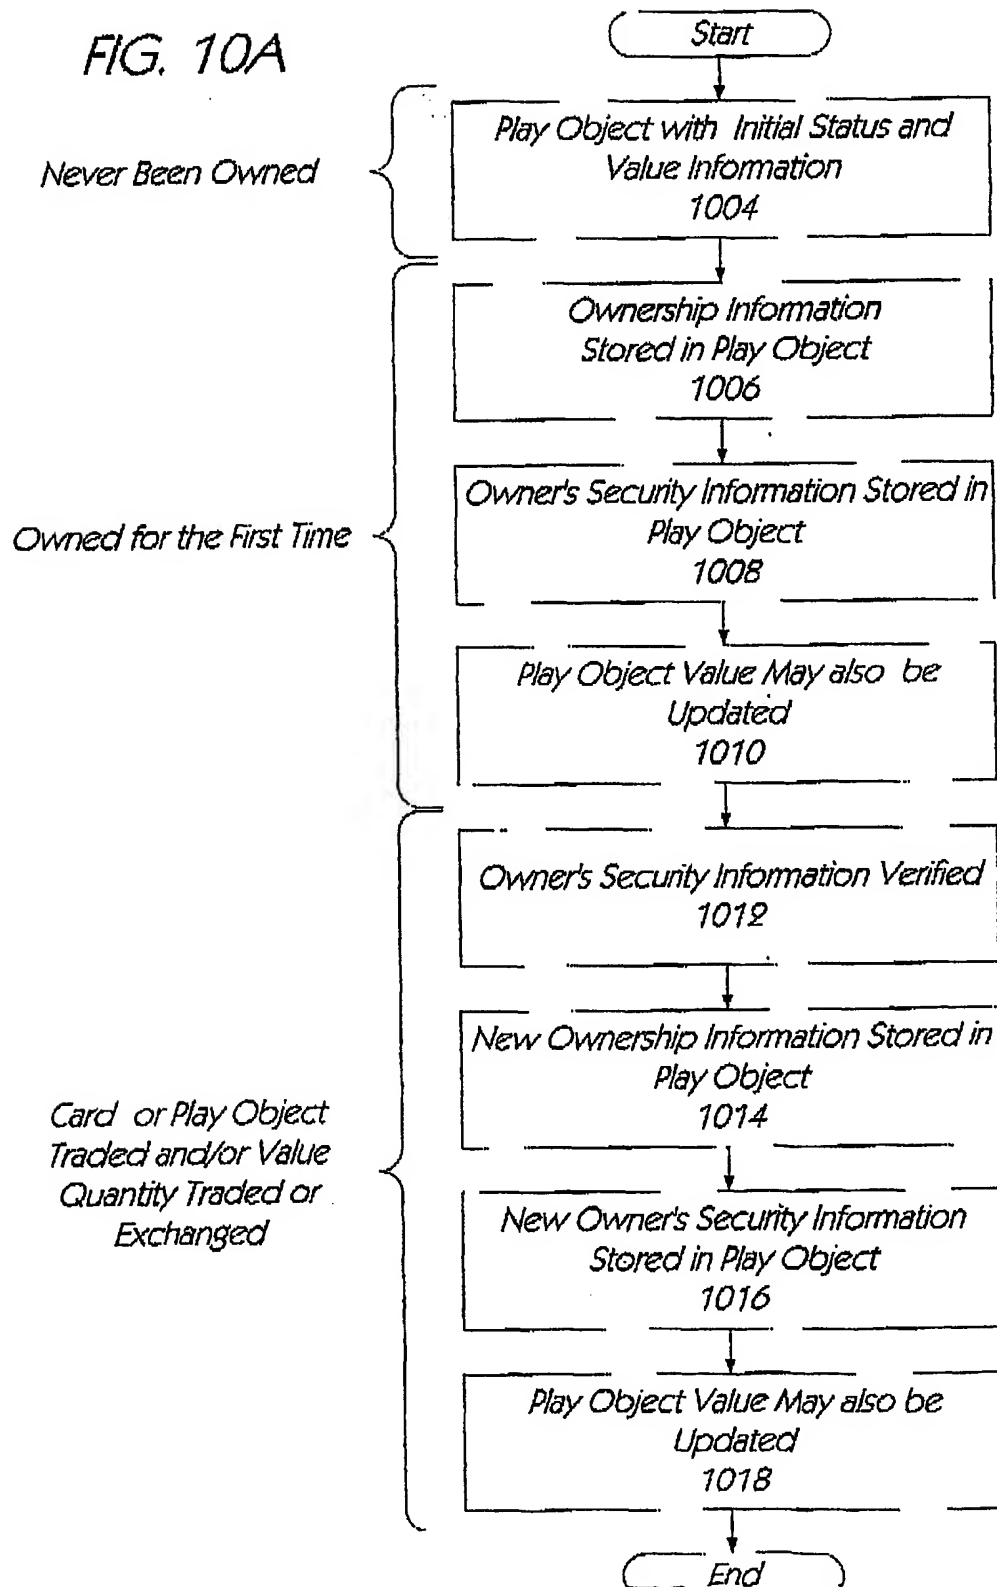 FIG. 10A
Start
Never Been Owned
Play Object with Initial Status and
Value Information
1004
Owned for the First Time
Ownership Information
Stored in Play Object
1006
Owner's Security Information Stored in
Play Object
1008
Play Object Value May also be
Updated
1010
Card or Play Object
Traded and/or Value
Quantity Traded or
Exchanged
Owner's Security Information Verified
1012
New Ownership Information Stored in
Play Object
1014
New Owner's Security Information
Stored in Play Object
1016
Play Object Value May also be
Updated
1018
End